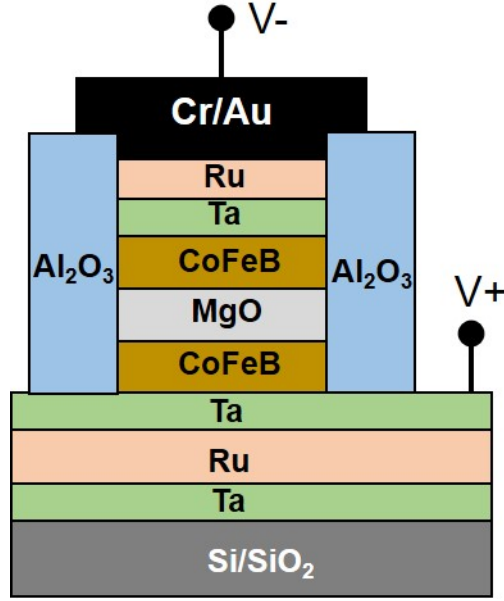 V-
Cr/Au
Ru
Ta
CoFeB
Al₂O₃
Al₂O₃
MgO
V+
CoFeB
Ta
Ru
Ta
Si/SiO₂